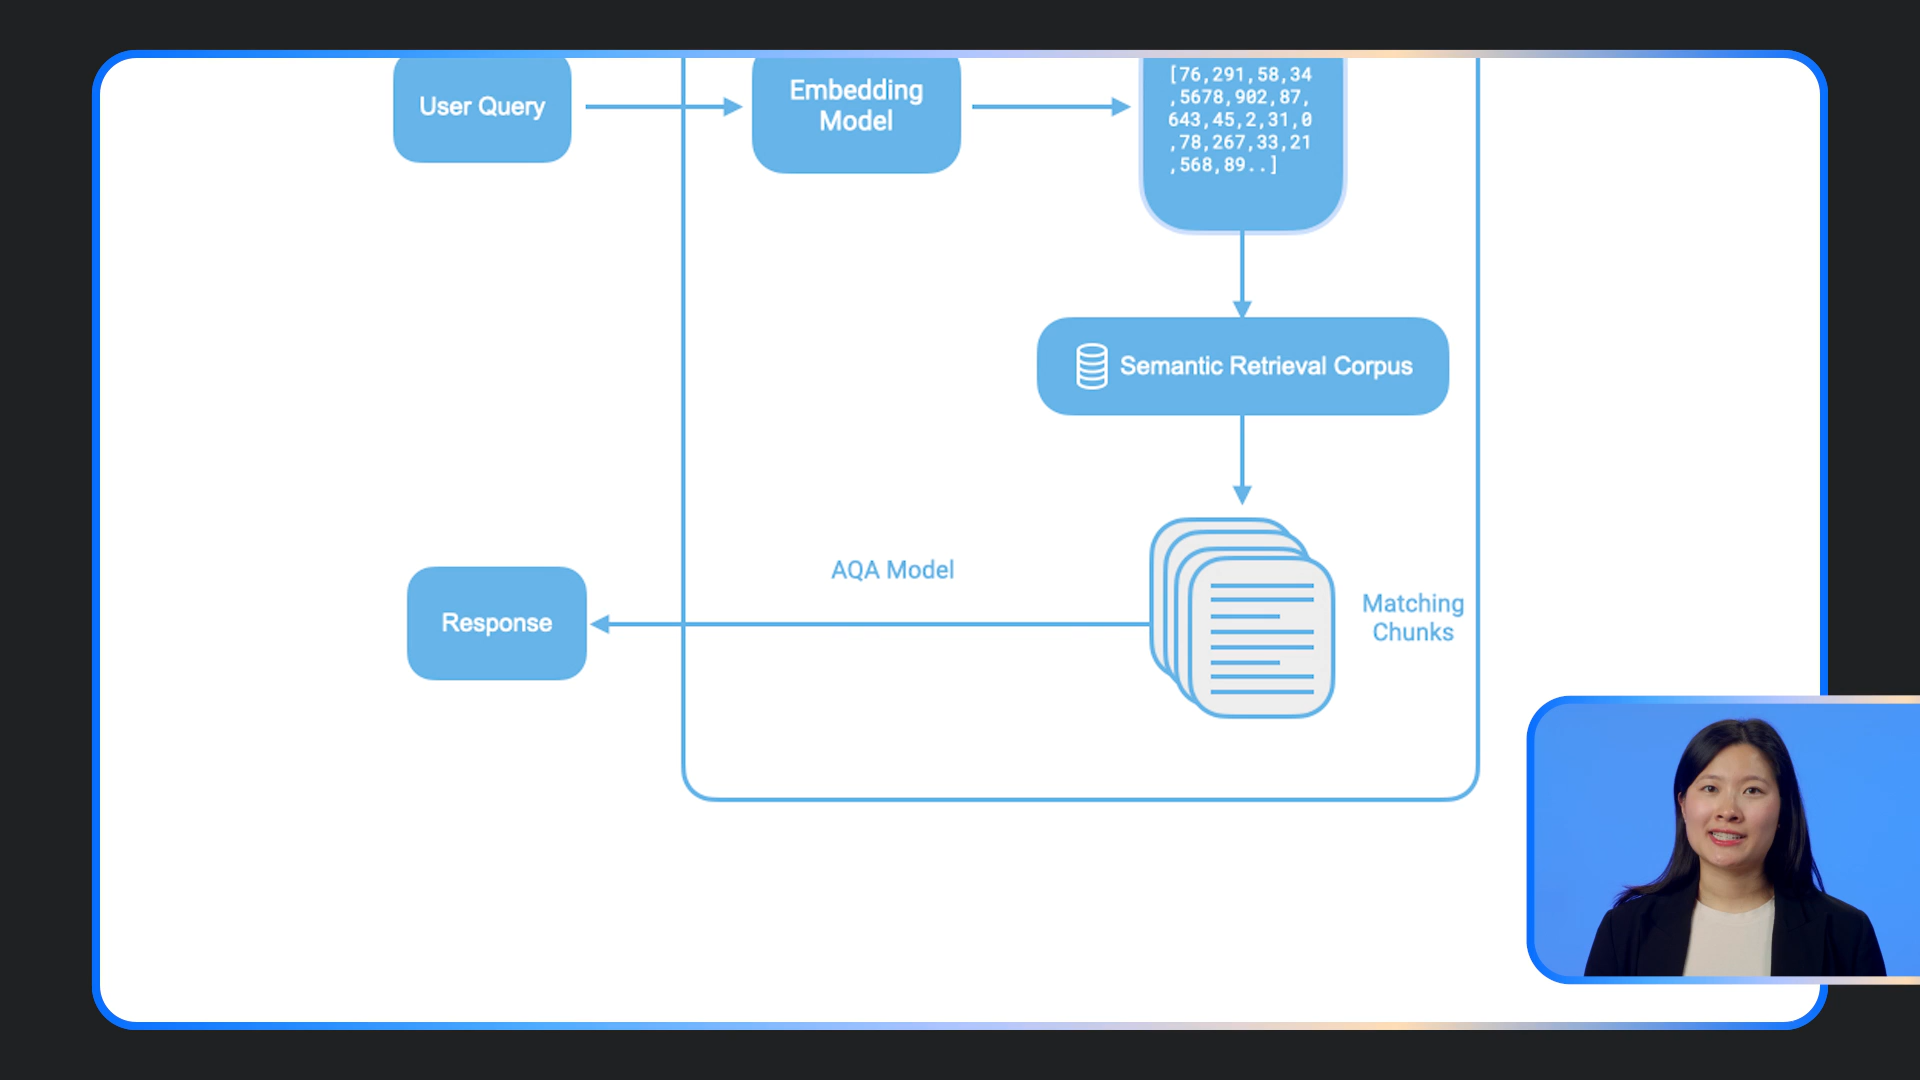 User Query
Embedding
Model
[76,291,58,34
,5678,902,87,
643,45,2,31,0
,78,267,33,21
,568,89..]
Semantic Retrieval Corpus
AQA Model
Matching
Chunks
Response